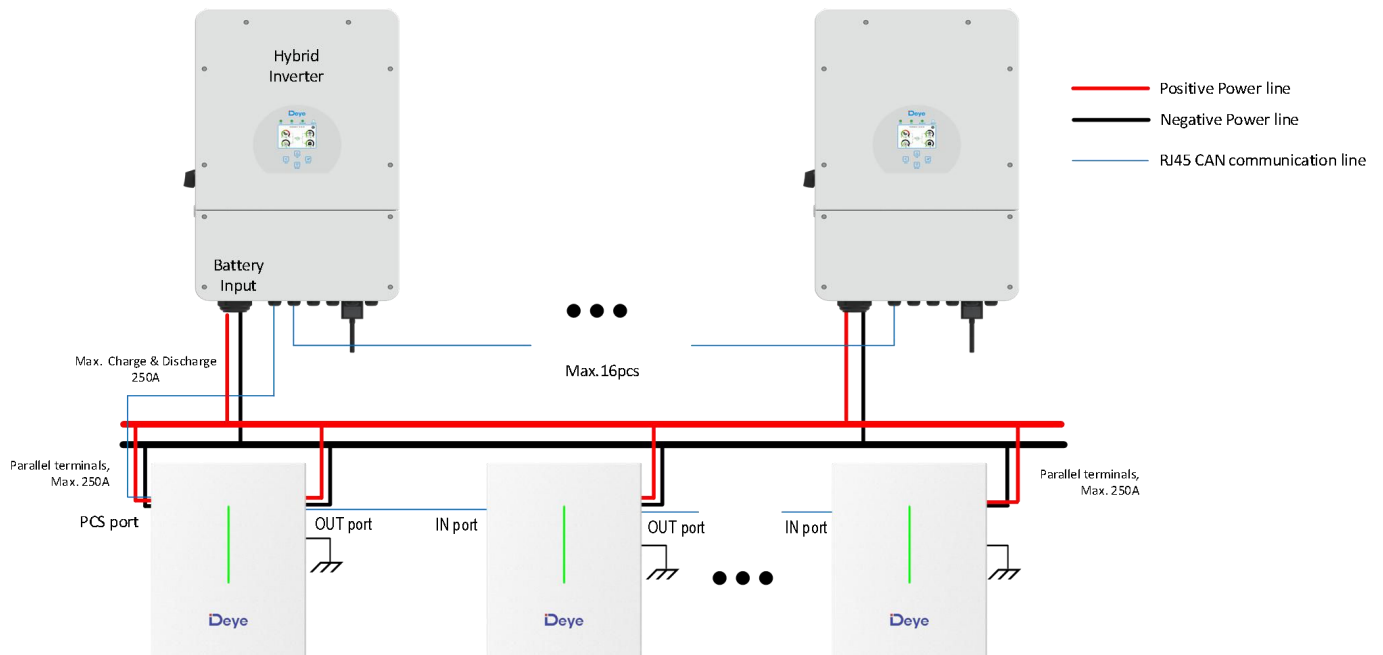 Hybrid
Inverter
Deye
Deye
Positive Power line
Negative Power line
RJ45 CAN communication line
Battery
Input
Max. Charge & Discharge
250A
Max.16pcs
Parallel terminals,
Max. 250A
Parallel terminals,
Max. 250A
PCS port
OUT port
IN port
OUT port
IN port
Deye
Deye
Deye